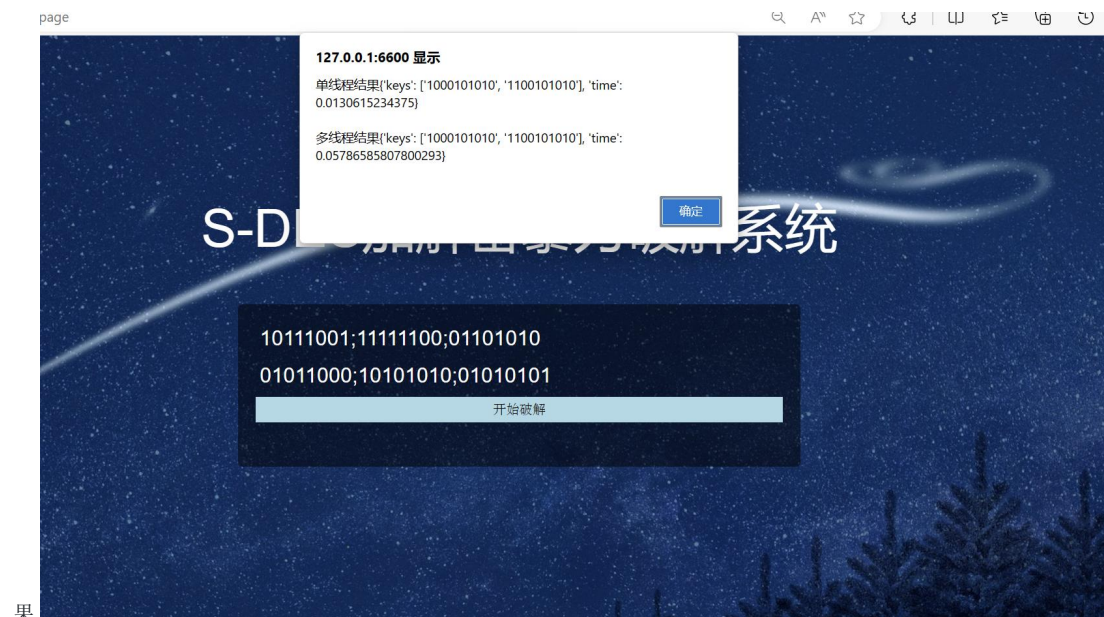 page
127.0.0.1:6600 显示
单线程结果{'keys': ['1000101010', '1100101010'], 'time':
0.0130615234375}
多线程结果{'keys': ['1000101010', '1100101010'], 'time':
0.05786585807800293}
确定
S-D 系统
10111001;11111100;01101010
01011000;10101010;01010101
开始破解
果